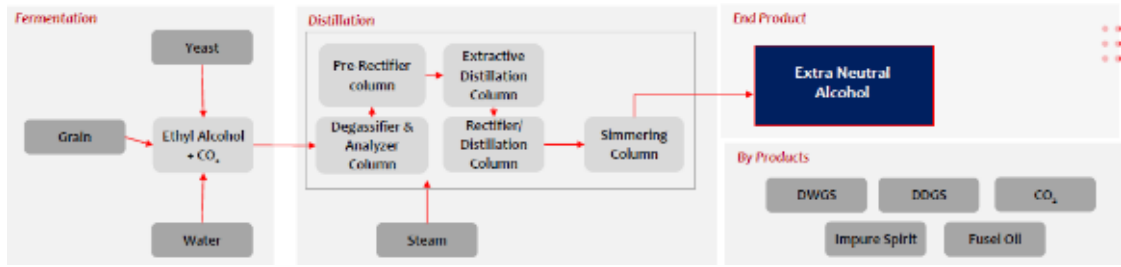 Fermentation
Yeast
Grain
Ethyl Alcohol
+ CO₂
Water
Distillation
Pre-Rectifier
column
Extractive
Distillation
Column
Degassifier &
Analyzer
Column
Rectifier/
Distillation
Column
Simmering
Column
Steam
End Product
Extra Neutral
Alcohol
By Products
DWGS
DDGS
CO₂
Impure Spirit
Fusel Oil